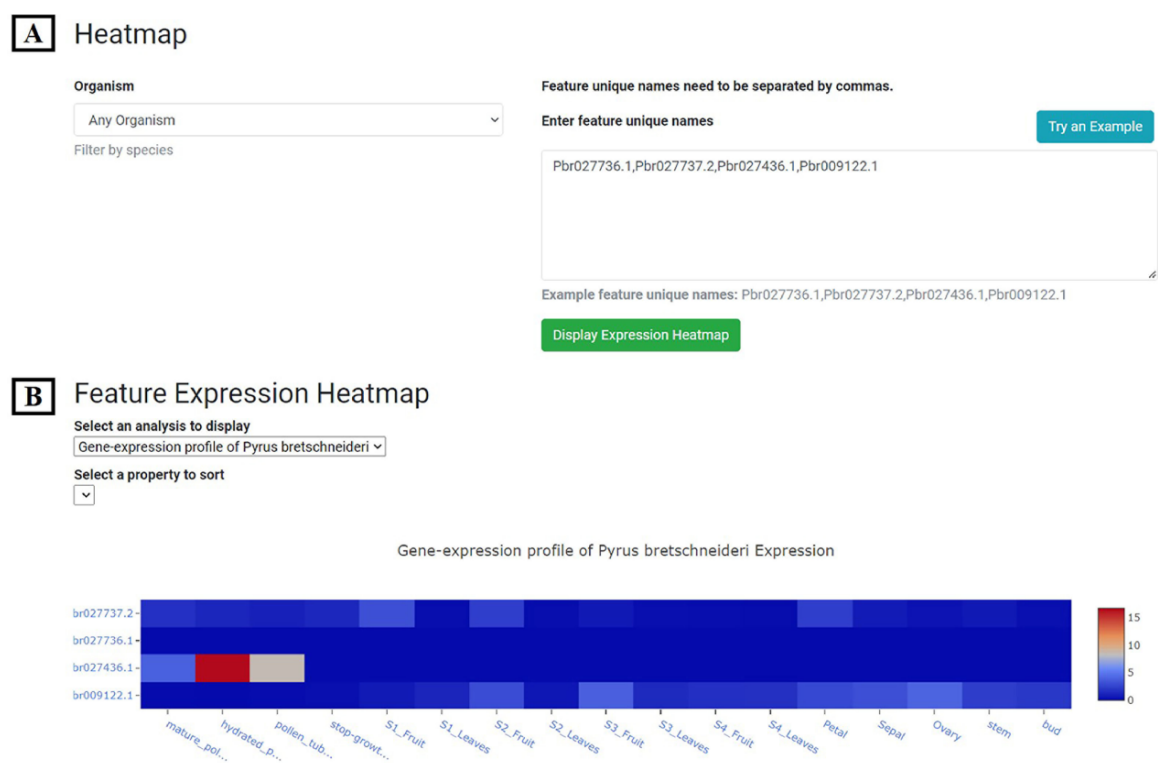 A Heatmap
Organism
Any Organism
Filter by species
Feature unique names need to be separated by commas.
Enter feature unique names
Try an Example
Pbr027736.1,Pbr027737.2,Pbr027436.1,Pbr009122.1
Example feature unique names: Pbr027736.1,Pbr027737.2,Pbr027436.1,Pbr009122.1
Display Expression Heatmap
B Feature Expression Heatmap
Select an analysis to display
Gene-expression profile of Pyrus bretschneideri
Select a property to sort
Gene-expression profile of Pyrus bretschneideri Expression
br027737.2
br027736.1
br027436.1
br009122.1
15
10
5
0
mature_pol...
hydrated_p...
pollen_tub...
stop-growt...
S1_Fruit
S1_Leaves
S2_Fruit
S2_Leaves
S3_Fruit
S3_Leaves
S4_Fruit
S4_Leaves
Petal
Sepal
Ovary
stem
bud